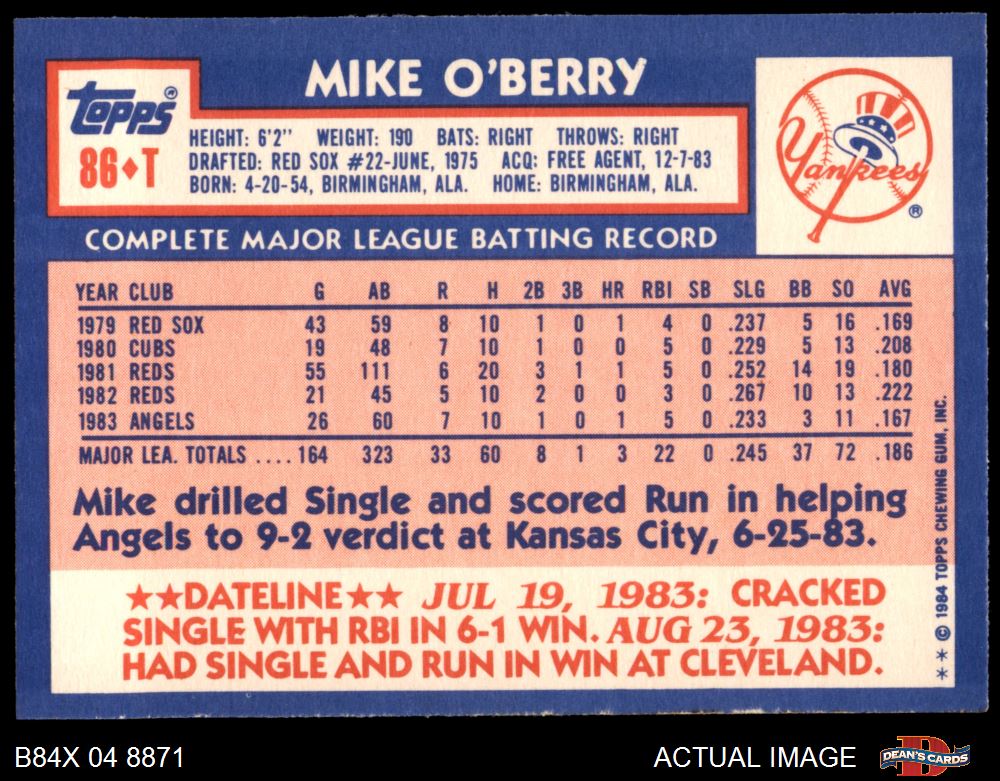 MIKE O'BERRY
Topps®
86♦T
HEIGHT: 6'2" WEIGHT: 190 BATS: RIGHT THROWS: RIGHT
DRAFTED: RED SOX #22-JUNE, 1975 ACQ: FREE AGENT, 12-7-83
BORN: 4-20-54, BIRMINGHAM, ALA. HOME: BIRMINGHAM, ALA.
Yankees
®
COMPLETE MAJOR LEAGUE BATTING RECORD
YEAR CLUB G AB R H 2B 3B HR RBI SB SLG BB SO AVG
1979 RED SOX 43 59 8 10 1 0 1 4 0 .237 5 16 .169
1980 CUBS 19 48 7 10 1 0 0 5 0 .229 5 13 .208
1981 REDS 55 111 6 20 3 1 1 5 0 .252 14 19 .180
1982 REDS 21 45 5 10 2 0 0 3 0 .267 10 13 .222
1983 ANGELS 26 60 7 10 1 0 1 5 0 .233 3 11 .167
MAJOR LEA. TOTALS ....164 323 33 60 8 1 3 22 0 .245 37 72 .186
Mike drilled Single and scored Run in helping
Angels to 9-2 verdict at Kansas City, 6-25-83.
★★DATELINE★★ JUL 19, 1983: CRACKED
SINGLE WITH RBI IN 6-1 WIN. AUG 23, 1983:
HAD SINGLE AND RUN IN WIN AT CLEVELAND.
** © 1984 TOPPS CHEWING GUM, INC.
B84X 04 8871
ACTUAL IMAGE
D
DEAN'S CARDS